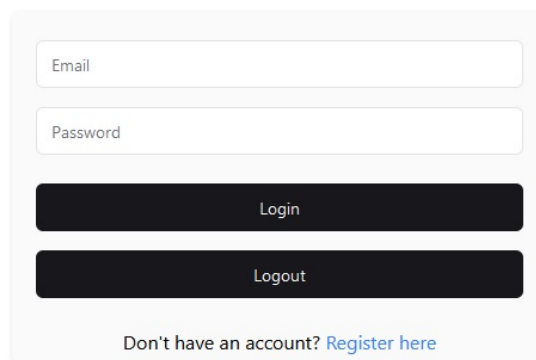 Email
Password
Login
Logout
Don't have an account? Register here